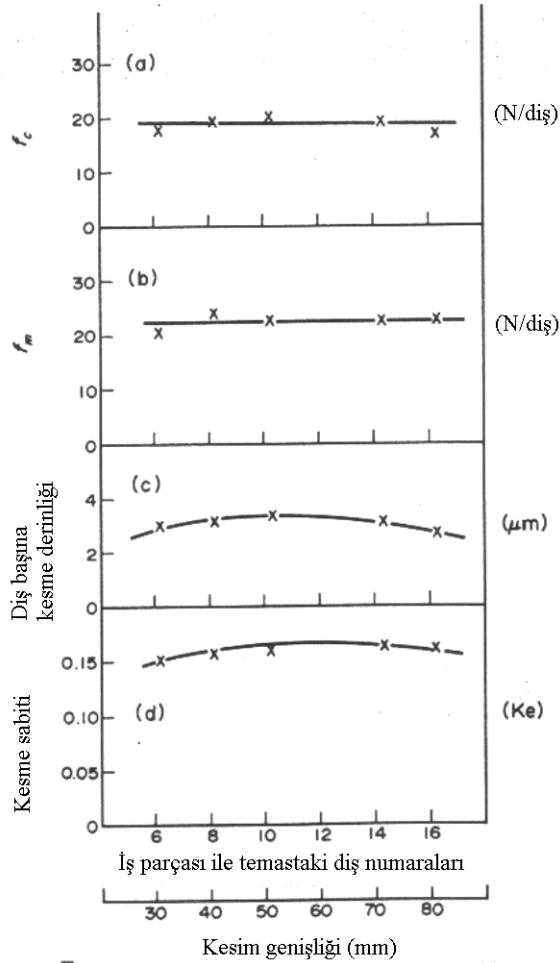 30
(a)
20
(N/diş)
f_c
10
0
30
(b)
20
(N/diş)
f_m
10
0
4
(c)
Diş başına
kesme derinliği
(μm)
2
0
0.15
Kesme sabiti
(d)
(Ke)
0.10
0.05
0
6 8 10 12 14 16
İş parçası ile temastaki diş numaraları
30 40 50 60 70 80
Kesim genişliği (mm)